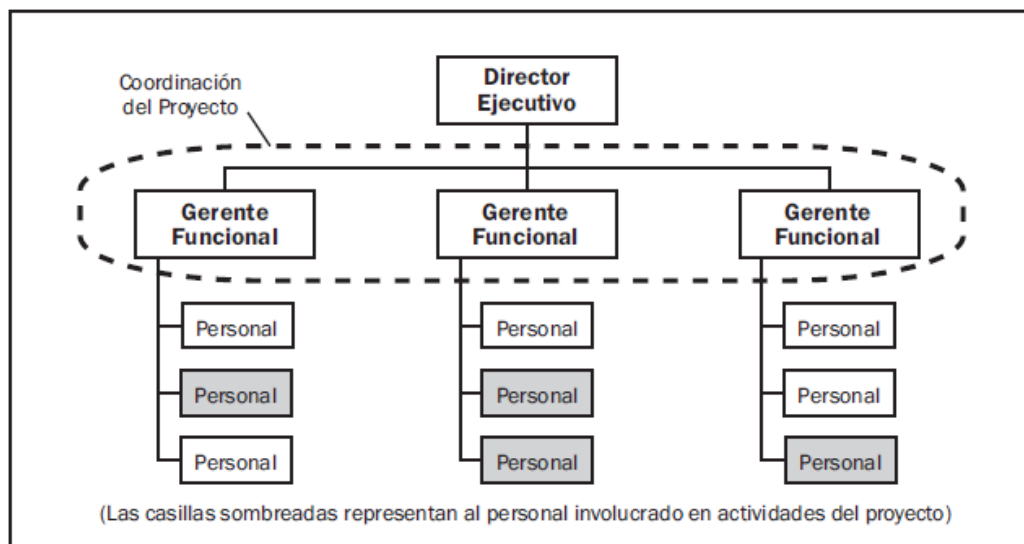 Coordinación
del Proyecto
Director
Ejecutivo
Gerente
Funcional
Gerente
Funcional
Gerente
Funcional
Personal
Personal
Personal
Personal
Personal
Personal
Personal
Personal
Personal
(Las casillas sombreadas representan al personal involucrado en actividades del proyecto)